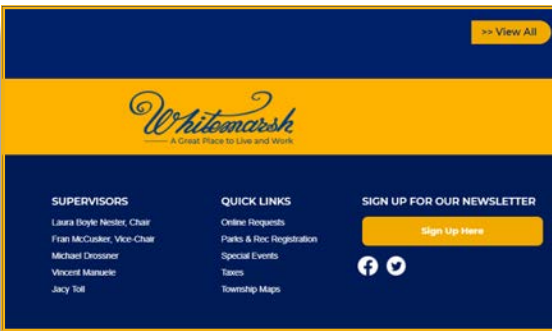 >> View All
Whitemarsh
A Great Place to Live and Work
SUPERVISORS
Laura Boyle Nester, Chair
Fran McCusker, Vice-Chair
Michael Drossner
Vincent Manuele
Jacy Toll
QUICK LINKS
Online Requests
Parks & Rec Registration
Special Events
Taxes
Township Maps
SIGN UP FOR OUR NEWSLETTER
Sign Up Here